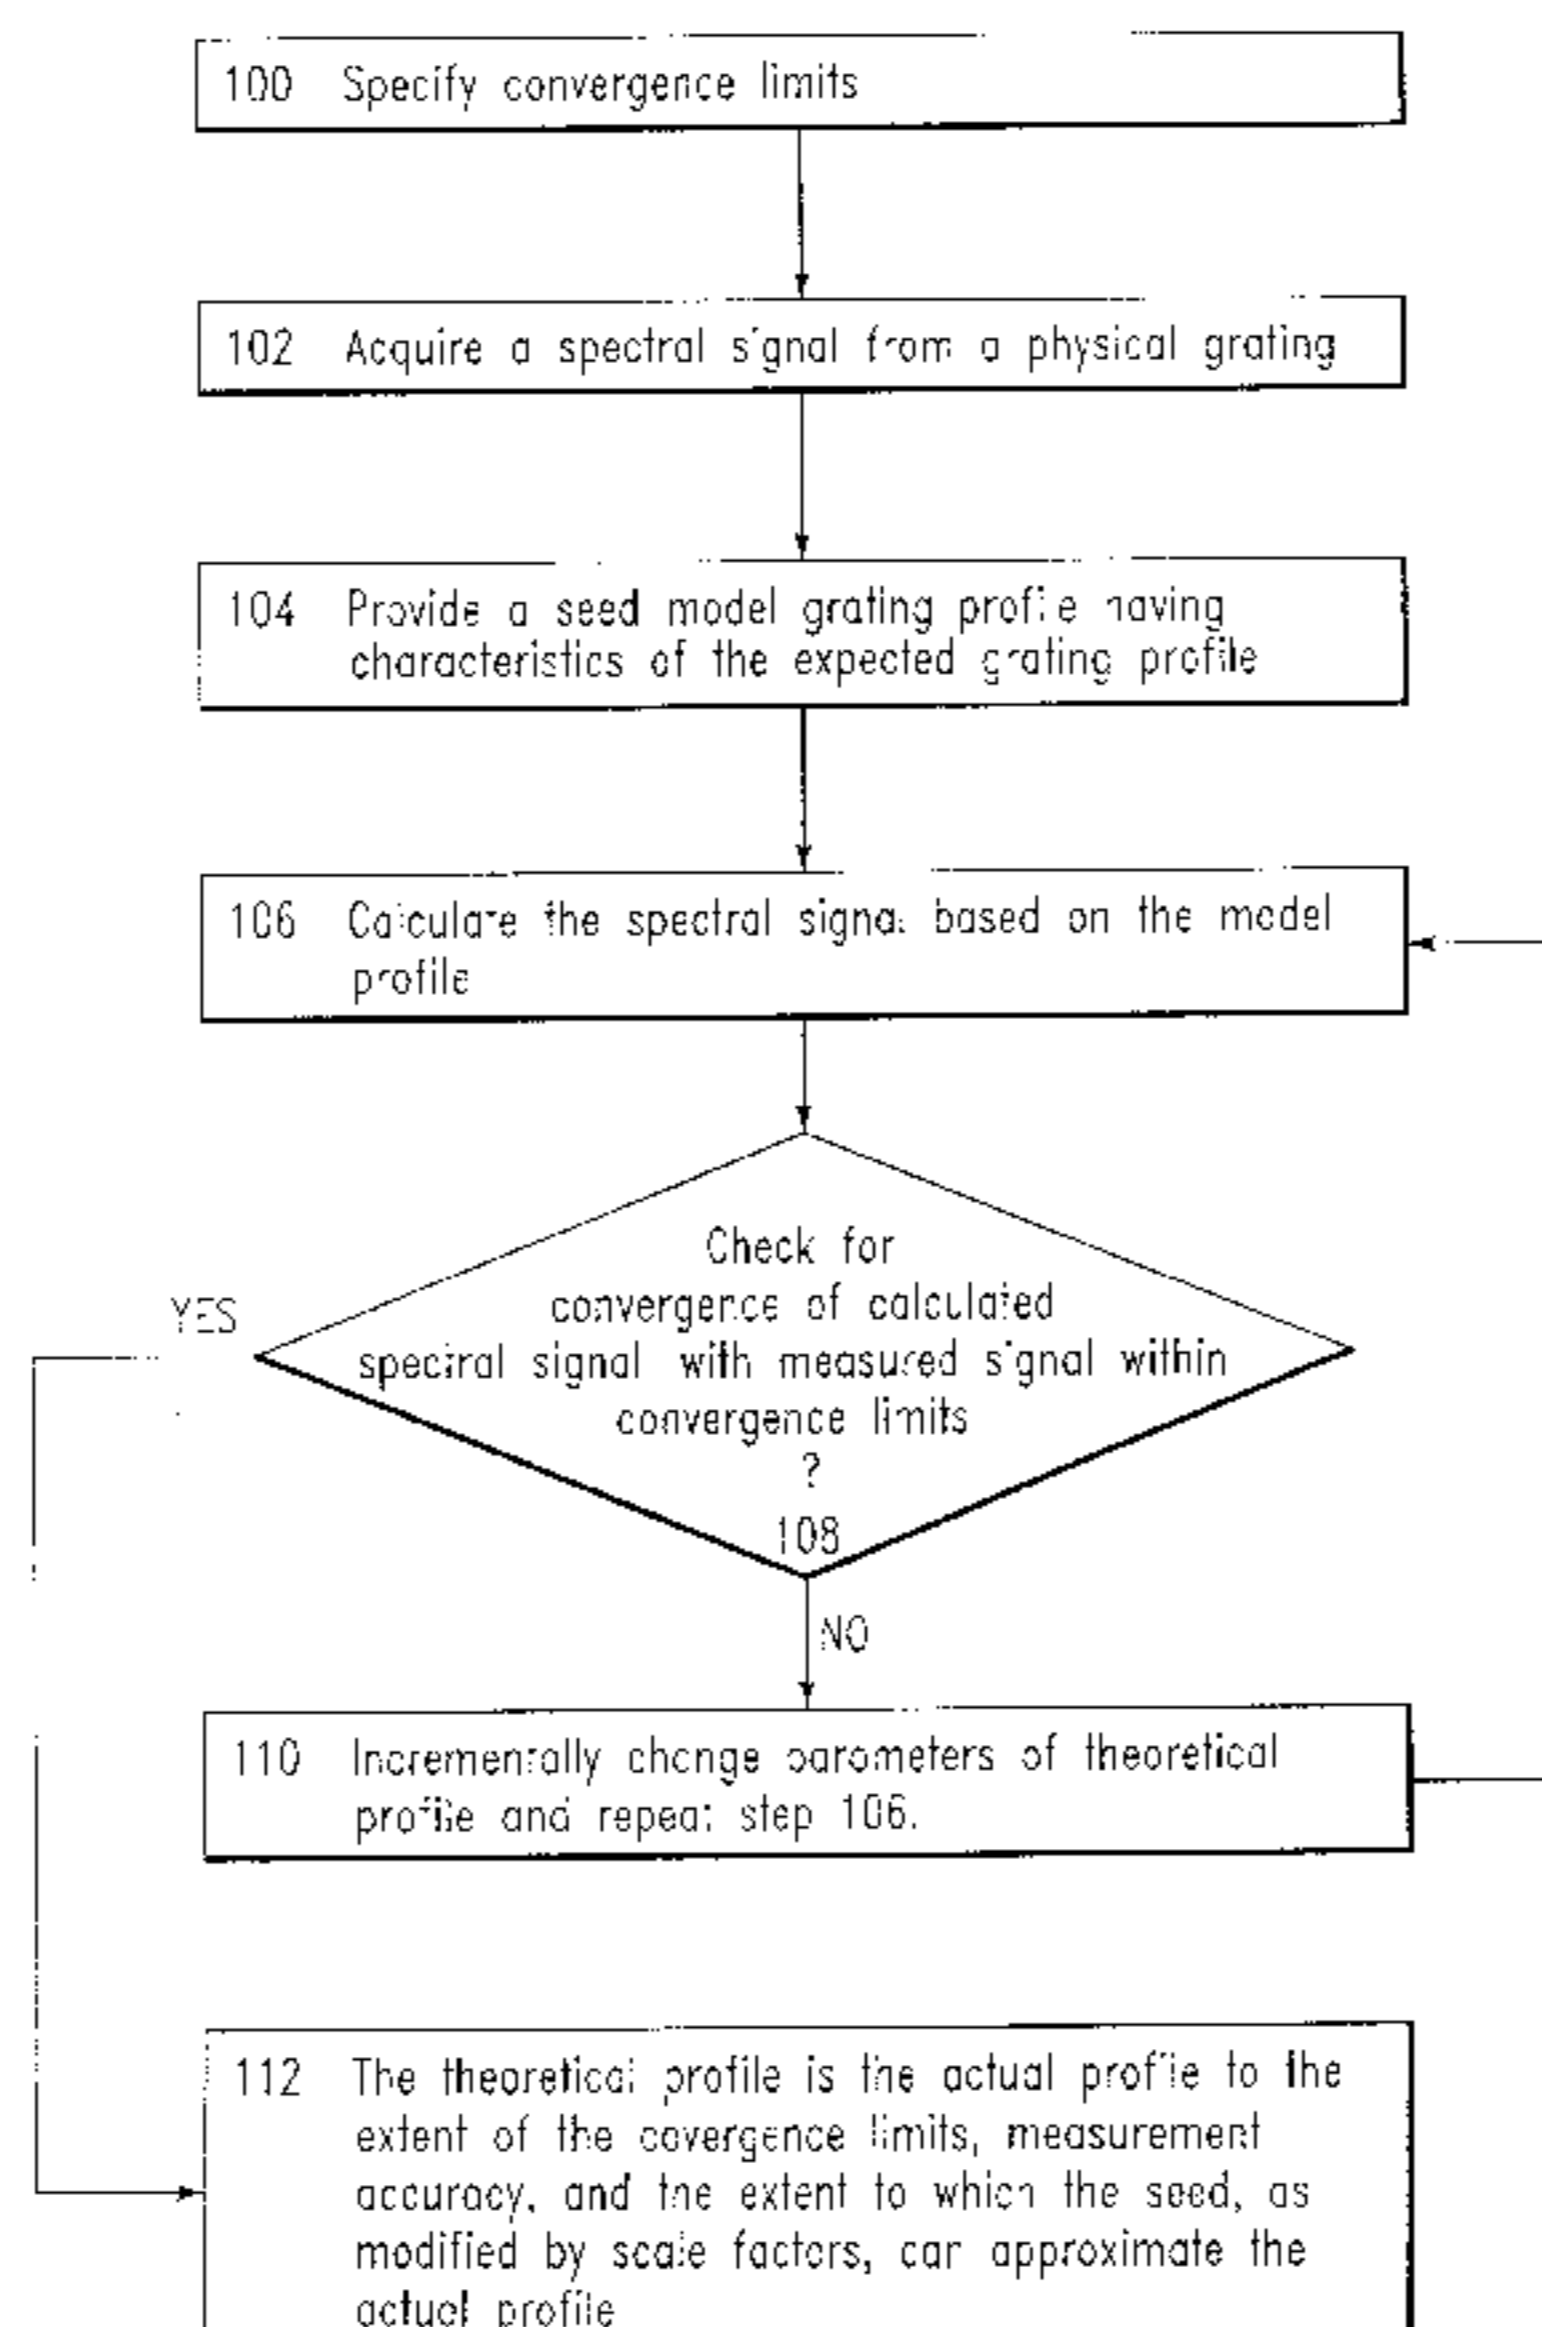 100 Specify convergence limits
102 Acquire a spectral signal from a physical grating
104 Provide a seed model grating profile having
characteristics of the expected grating profile
106 Calculate the spectral signal based on the model
profile
Check for
convergence of calculated
YES
spectral signal with measured signal within
convergence limits
?
108
NO
110 Incrementally change parameters of theoretical
profile and repeat step 106.
112 The theoretical profile is the actual profile to the
extent of the covergence limits, measurement
accuracy, and the extent to which the seed, as
modified by scale factors, can approximate the
actual profile